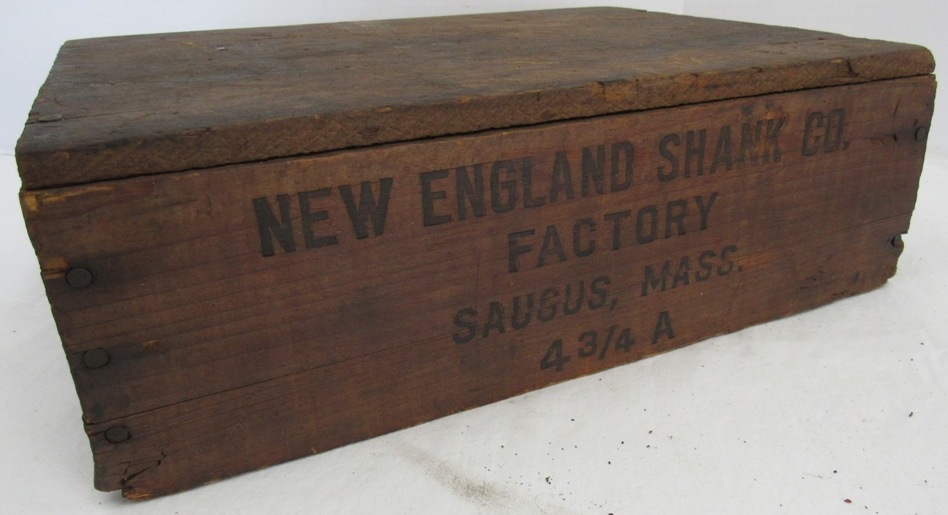 NEW ENGLAND SHANK CO.
FACTORY
SAUGUS, MASS.
4 3/4 A